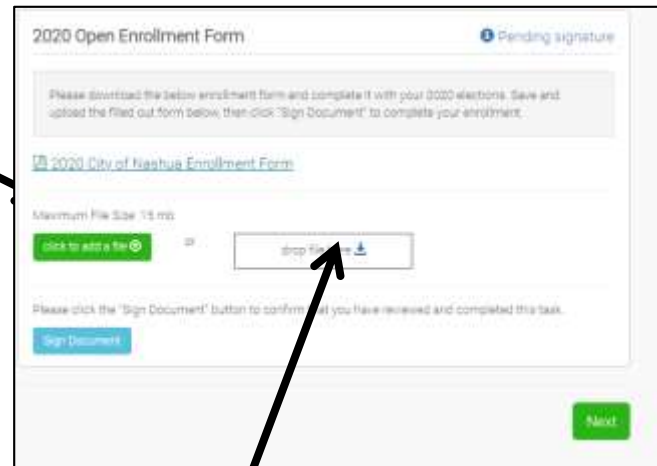 2020 Open Enrollment Form
Pending signature
Please download the below enrollment form and complete it with your 2020 elections. Save and
upload the filled out form below, then click "Sign Document" to complete your enrollment.
2020 City of Nashua Enrollment Form
Maximum File Size: 15 mb
click to add a file
or
drop file
Please click the "Sign Document" button to confirm that you have reviewed and completed this task.
Sign Document
Next